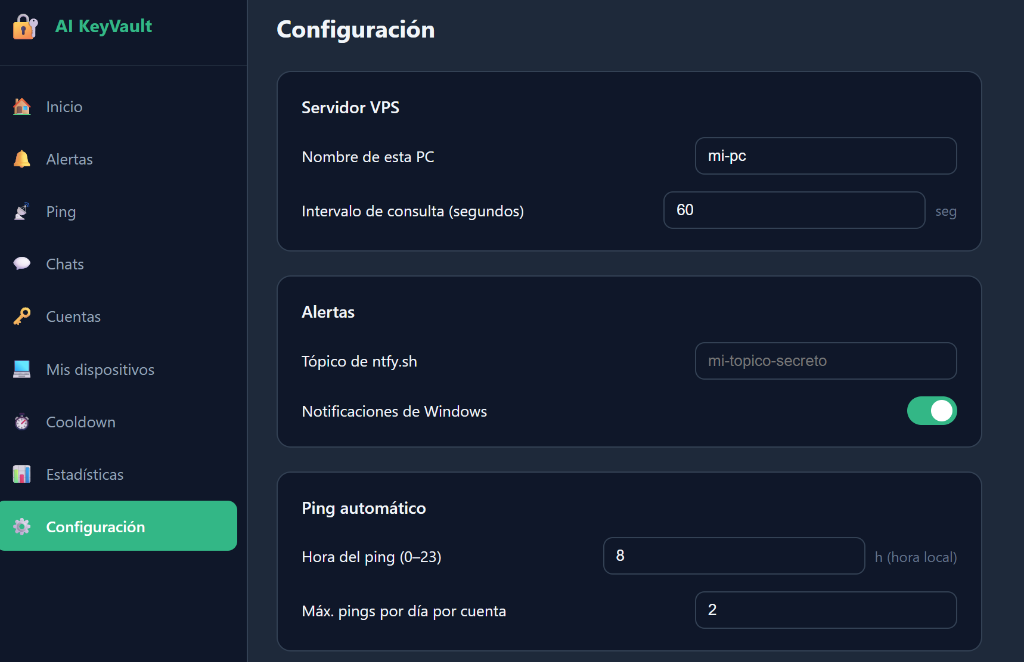 AI KeyVault
Inicio
Alertas
Ping
Chats
Cuentas
Mis dispositivos
Cooldown
Estadísticas
Configuración
Configuración
Servidor VPS
Nombre de esta PC
mi-pc
Intervalo de consulta (segundos)
60 seg
Alertas
Tópico de ntfy.sh
mi-topico-secreto
Notificaciones de Windows
Ping automático
Hora del ping (0–23)
8 h (hora local)
Máx. pings por día por cuenta
2